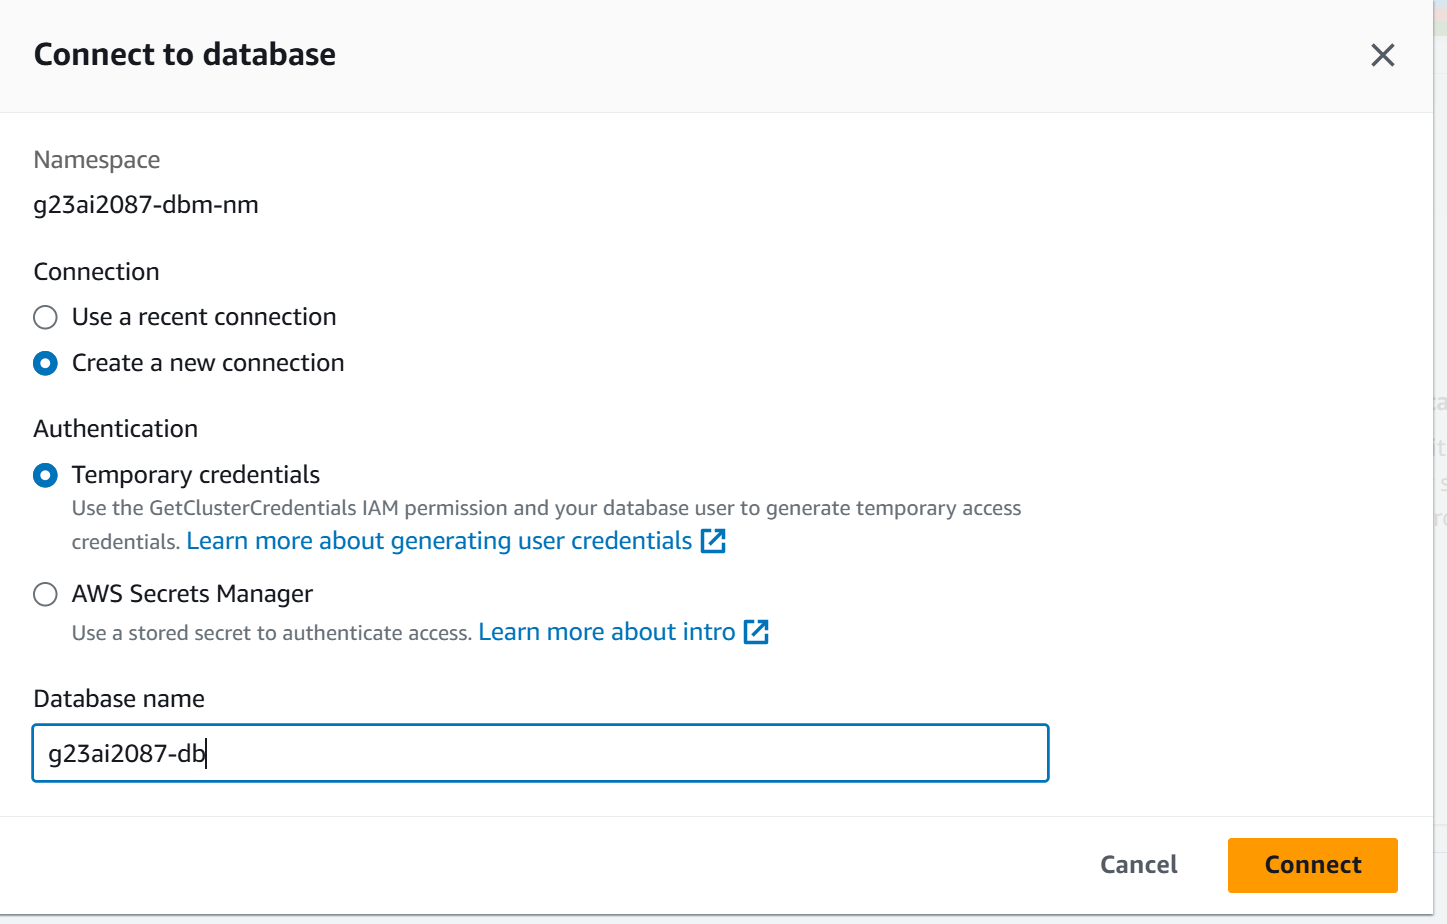 Connect to database
Namespace
g23ai2087-dbm-nm
Connection
Use a recent connection
Create a new connection
Authentication
Temporary credentials
Use the GetClusterCredentials IAM permission and your database user to generate temporary access
credentials. Learn more about generating user credentials
AWS Secrets Manager
Use a stored secret to authenticate access. Learn more about intro
Database name
g23ai2087-db
Cancel Connect